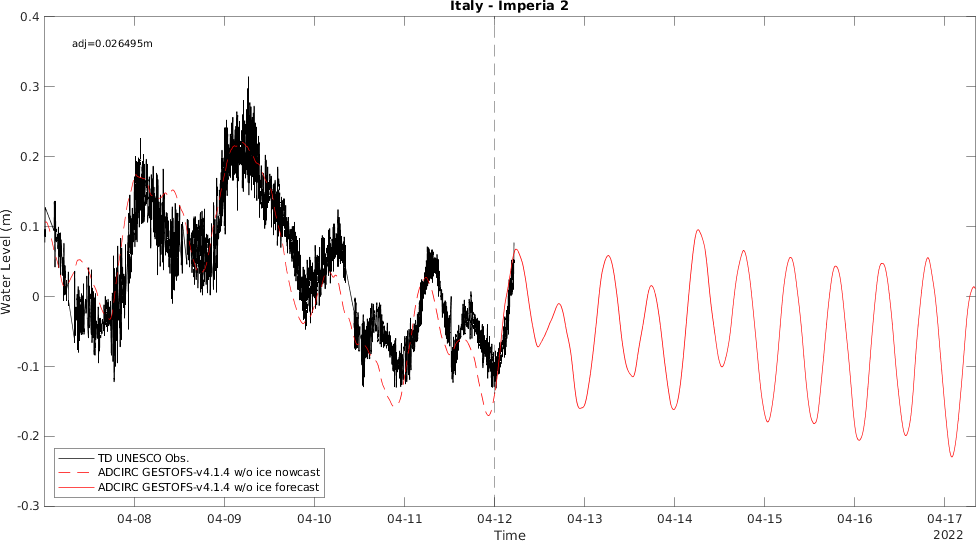 Italy - Imperia 2
adj=0.026495m
Water Level (m)
0.4
0.3
0.2
0.1
0
-0.1
-0.2
-0.3
TD UNESCO Obs.
ADCIRC GESTOFS-v4.1.4 w/o ice nowcast
ADCIRC GESTOFS-v4.1.4 w/o ice forecast
04-08 04-09 04-10 04-11 04-12 04-13 04-14 04-15 04-16 04-17
Time
2022